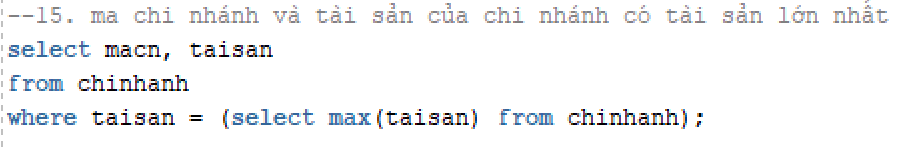 --15. ma chi nhánh và tài sản của chi nhánh có tài sản lớn nhất
select macn, taisan
from chinhanh
where taisan = (select max(taisan) from chinhanh);